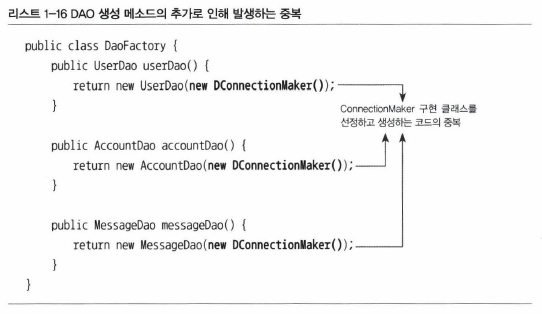 리스트 1-16 DAO 생성 메소드의 추가로 인해 발생하는 중복
public class DaoFactory {
public UserDao userDao() {
return new UserDao(new DConnectionMaker());
}
ConnectionMaker 구현 클래스를
선정하고 생성하는 코드의 중복
public AccountDao accountDao() {
return new AccountDao(new DConnectionMaker());
}
public MessageDao messageDao() {
return new MessageDao(new DConnectionMaker());
}
}